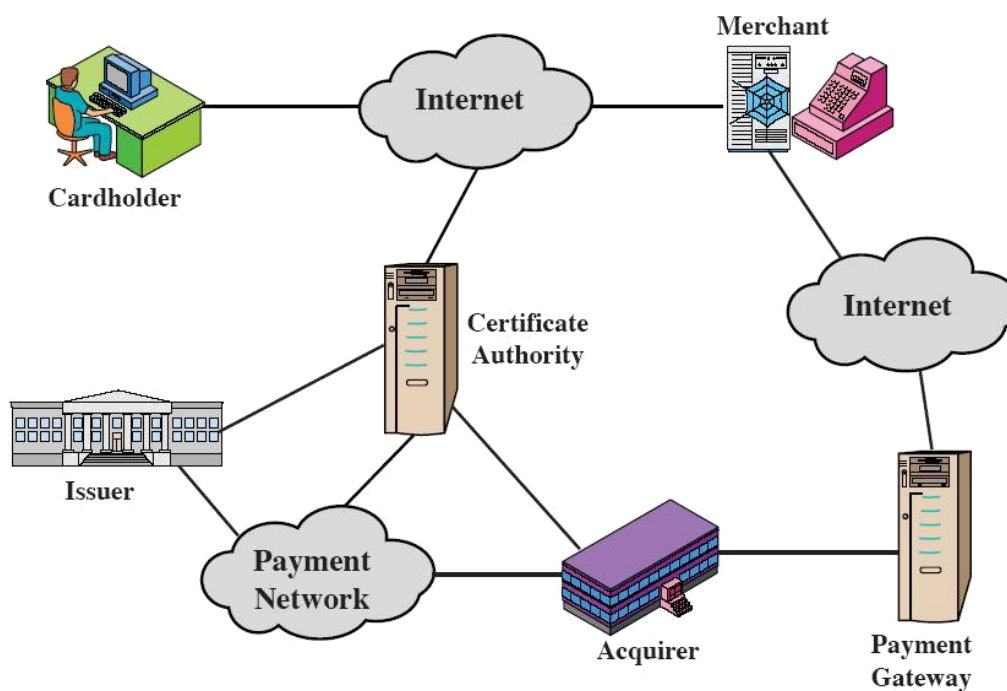 Merchant
Internet
Cardholder
Internet
Certificate
Authority
Issuer
Payment
Network
Acquirer
Payment
Gateway